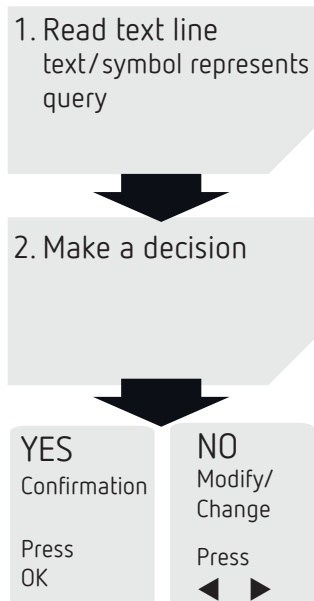 1. Read text line
text/symbol represents
query
2. Make a decision
YES
Confirmation
Press
OK
NO
Modify/
Change
Press
◀ ▶